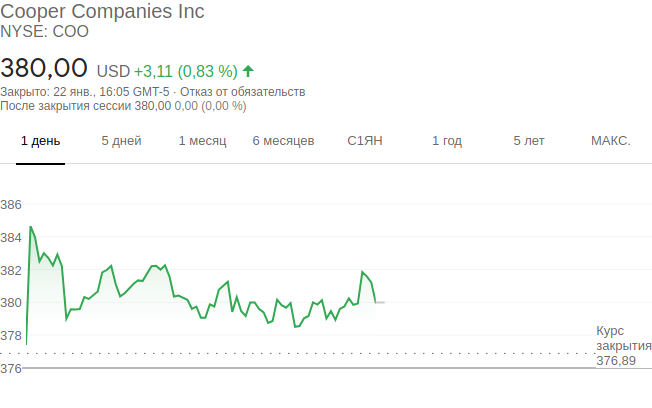 Cooper Companies Inc
NYSE: COO
380,00 USD +3,11 (0,83 %)
Закрыто: 22 янв., 16:05 GMT-5 · Отказ от обязательств
После закрытия сессии 380,00 0,00 (0,00 %)
1 день 5 дней 1 месяц 6 месяцев С1ЯН 1 год 5 лет МАКС.
386
384
382
380
378
Курс
закрытия
376,89
376